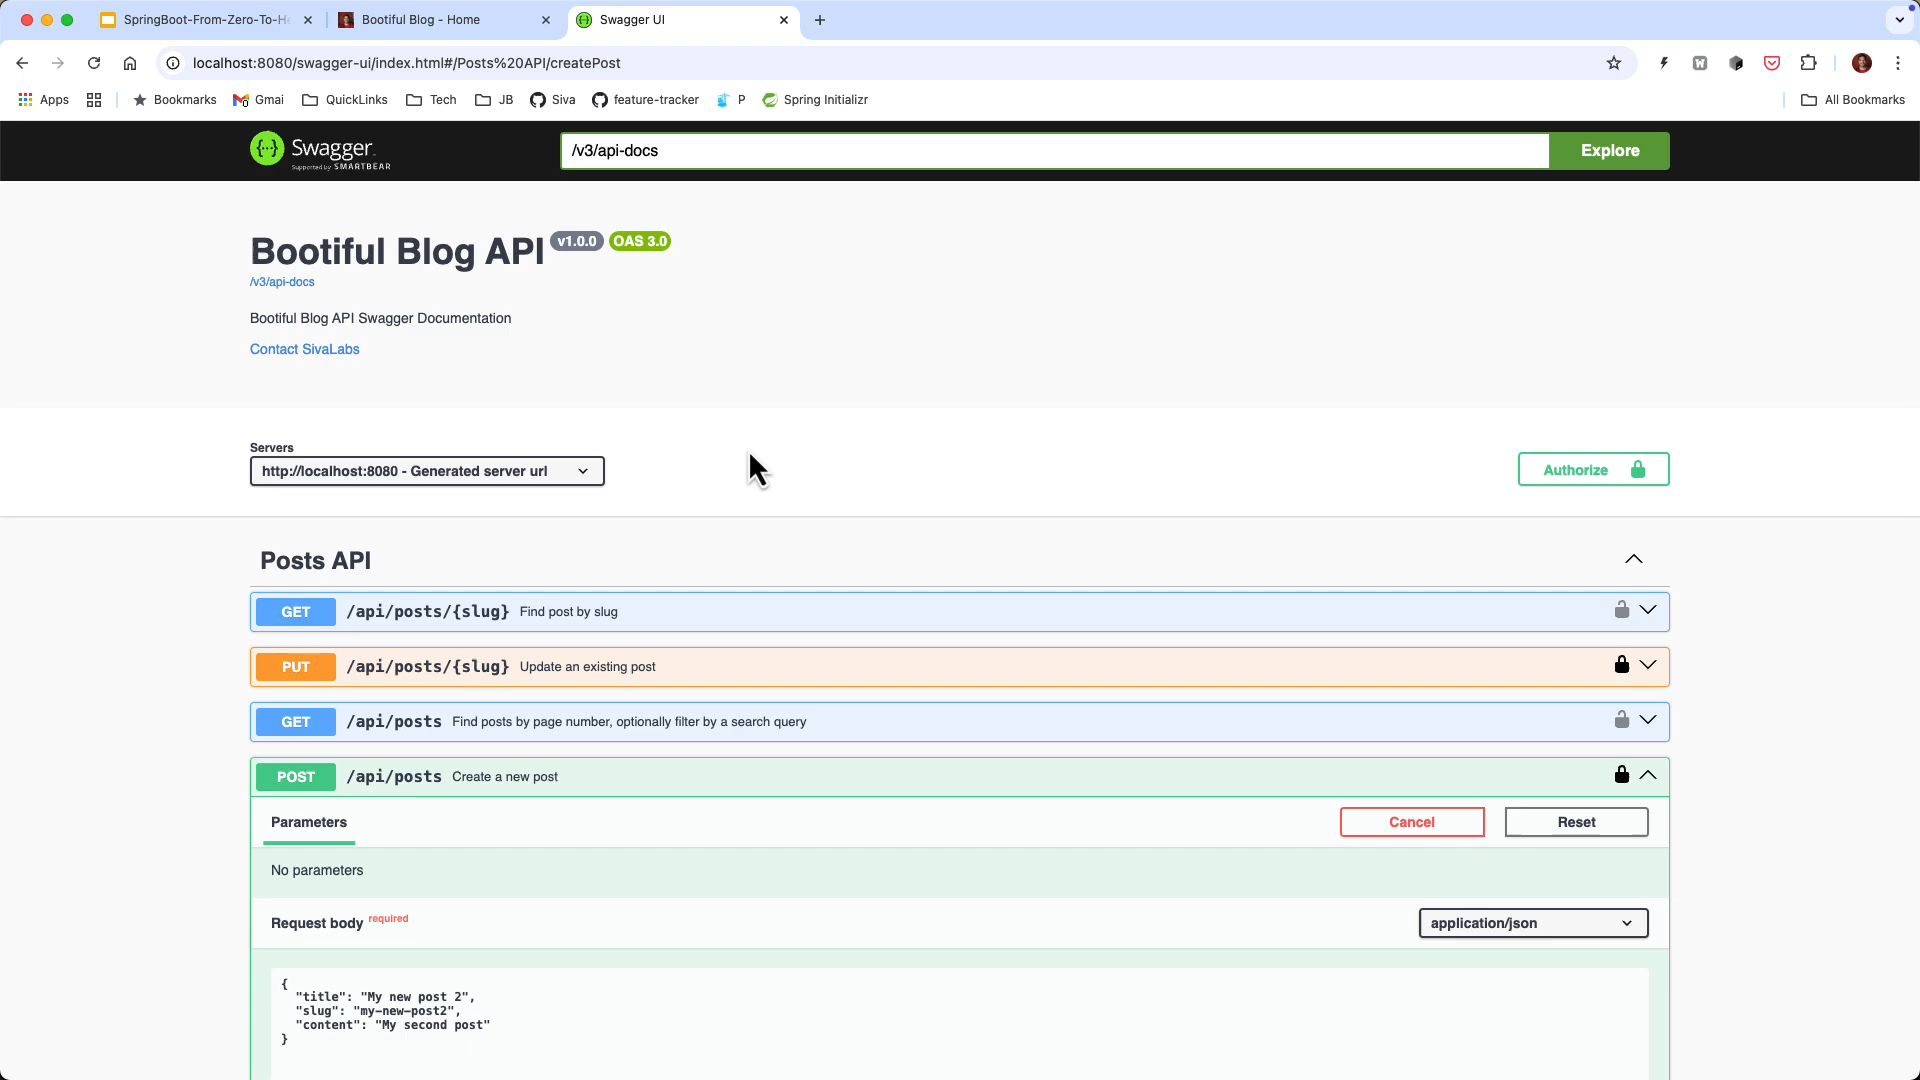 SpringBoot-From-Zero-To-He
Bootiful Blog - Home
Swagger UI
localhost:8080/swagger-ui/index.html#/Posts%20API/createPost
Apps
Bookmarks
Gmai
QuickLinks
Tech
JB
Siva
feature-tracker
P
Spring Initializr
All Bookmarks
Swagger
Supported by SMARTBEAR
/v3/api-docs
Explore
Bootiful Blog API v1.0.0 OAS 3.0
/v3/api-docs
Bootiful Blog API Swagger Documentation
Contact SivaLabs
Servers
http://localhost:8080 - Generated server url
Authorize
Posts API
GET /api/posts/{slug} Find post by slug
PUT /api/posts/{slug} Update an existing post
GET /api/posts Find posts by page number, optionally filter by a search query
POST /api/posts Create a new post
Parameters
Cancel
Reset
No parameters
Request body required
application/json
{
"title": "My new post 2",
"slug": "my-new-post2",
"content": "My second post"
}